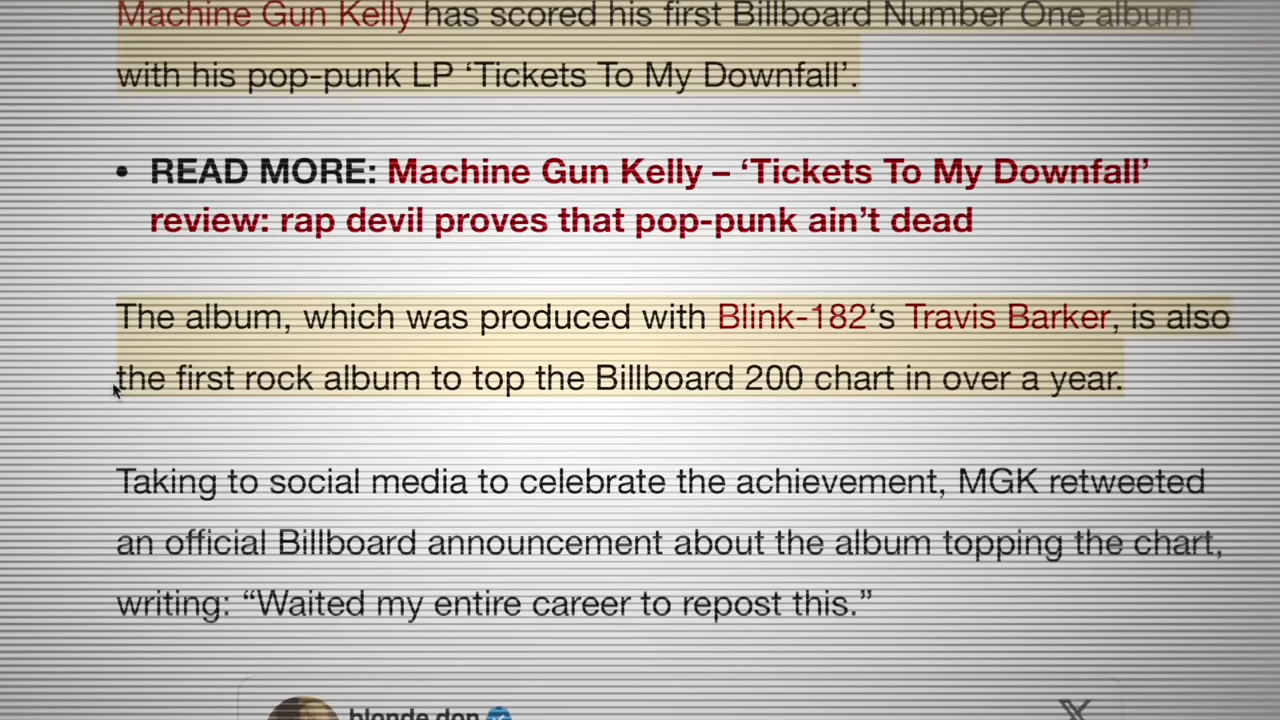 Machine Gun Kelly has scored his first Billboard Number One album
with his pop-punk LP ‘Tickets To My Downfall’.
• READ MORE: Machine Gun Kelly – ‘Tickets To My Downfall’
review: rap devil proves that pop-punk ain’t dead
The album, which was produced with Blink-182‘s Travis Barker, is also
the first rock album to top the Billboard 200 chart in over a year.
Taking to social media to celebrate the achievement, MGK retweeted
an official Billboard announcement about the album topping the chart,
writing: “Waited my entire career to repost this.”
blonde don